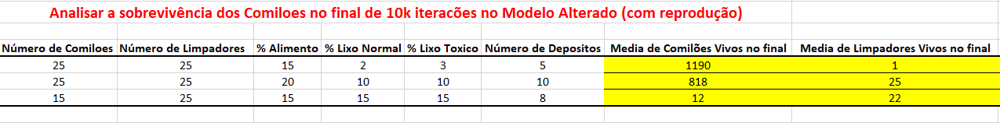 Analisar a sobrevivência dos Comiloes no final de 10k iteracões no Modelo Alterado (com reprodução)
Número de Comiloes Número de Limpadores % Alimento % Lixo Normal % Lixo Toxico Número de Depositos Media de Comilões Vivos no final Media de Limpadores Vivos no final
25 25 15 2 3 5 1190 1
25 25 20 10 10 10 818 25
15 25 15 15 15 8 12 22